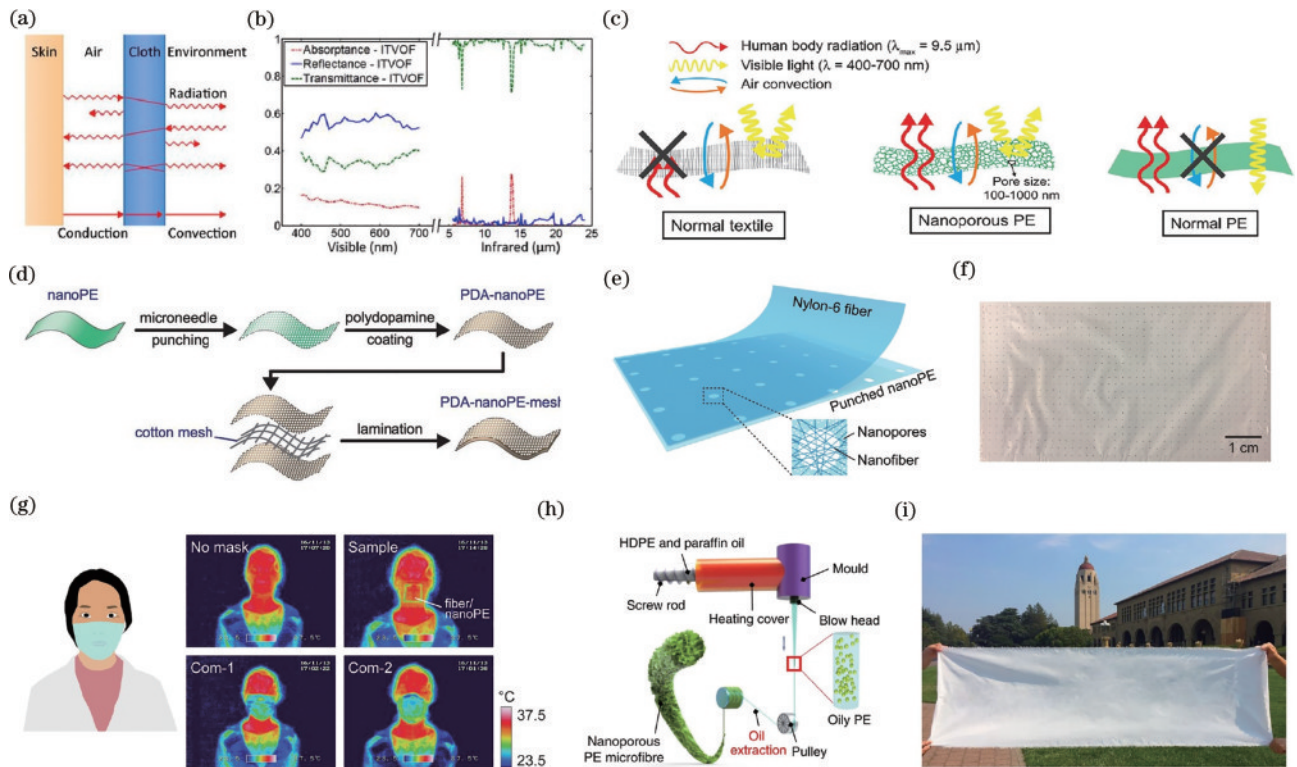 (a)
Skin
Air
Cloth
Environment
Radiation
Conduction
Convection
(b)
1
0.8
0.6
0.4
0.2
0
Absorptance - ITVOF
Reflectance - ITVOF
Transmittance - ITVOF
400
500
600
700
5
10
15
20
25
Visible (nm)
Infrared (μm)
(c)
Human body radiation (λmax = 9.5 μm)
Visible light (λ = 400-700 nm)
Air convection
Pore size:
100-1000 nm
Normal textile
Nanoporous PE
Normal PE
(d)
nanoPE
microneedle
punching
polydopamine
coating
PDA-nanoPE
cotton mesh
lamination
PDA-nanoPE-mesh
(e)
Nylon-6 fiber
Punched nanoPE
Nanopores
Nanofiber
(f)
1 cm
(g)
No mask
Sample
fiber/
nanoPE
Com-1
Com-2
°C
37.5
23.5
(h)
HDPE and paraffin oil
Screw rod
Heating cover
Mould
Blow head
Oily PE
Pulley
Oil
extraction
Nanoporous
PE microfibre
(i)